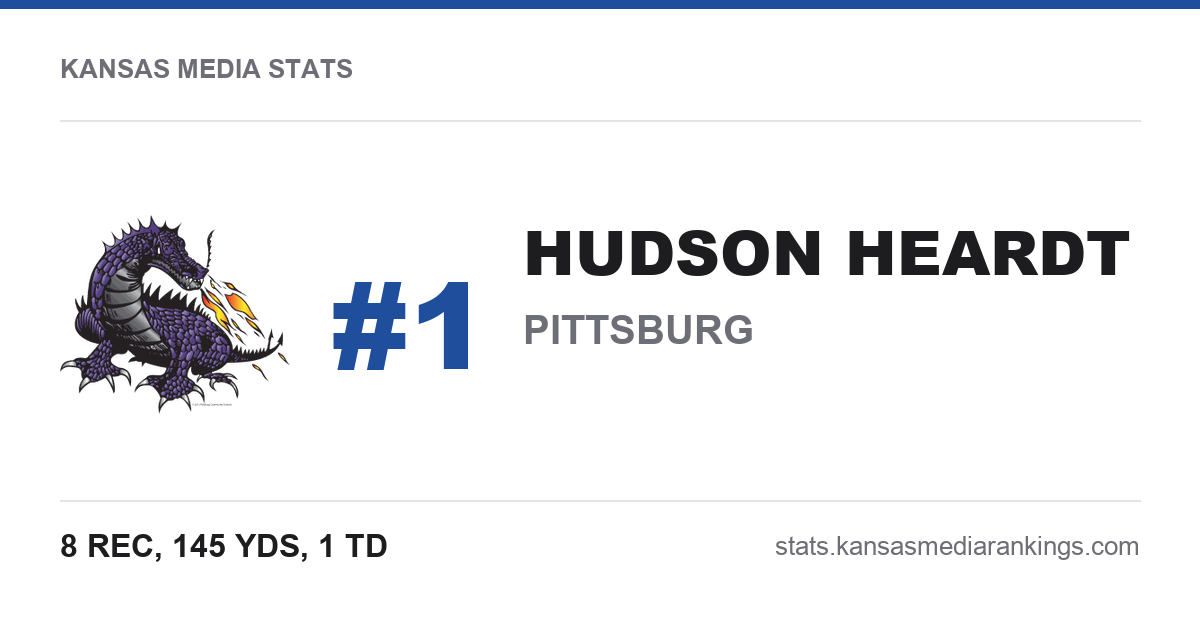 KANSAS MEDIA STATS
#1
HUDSON HEARDT
PITTSBURG
8 REC, 145 YDS, 1 TD
stats.kansasmediarankings.com